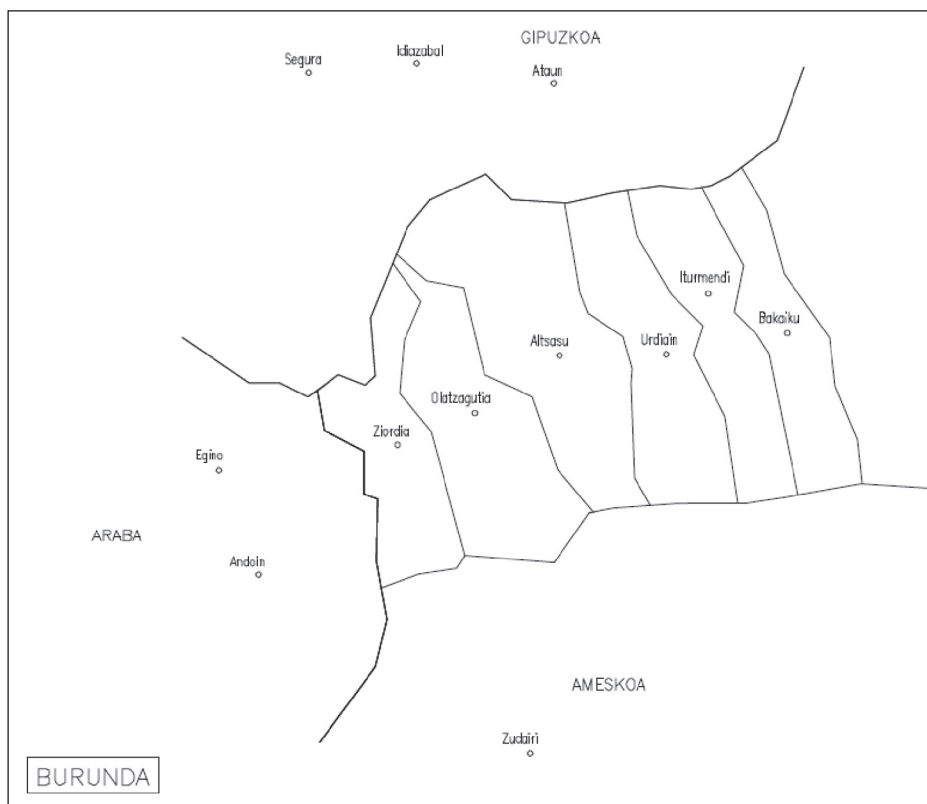 GIPUZKOA
Segura
Idiazabal
Ataun
Iturmendi
Bakaiku
Altsasu
Urdiain
Olatzagutia
Ziordia
Egino
ARABA
Andoin
AMESKOA
Zudairi
BURUNDA